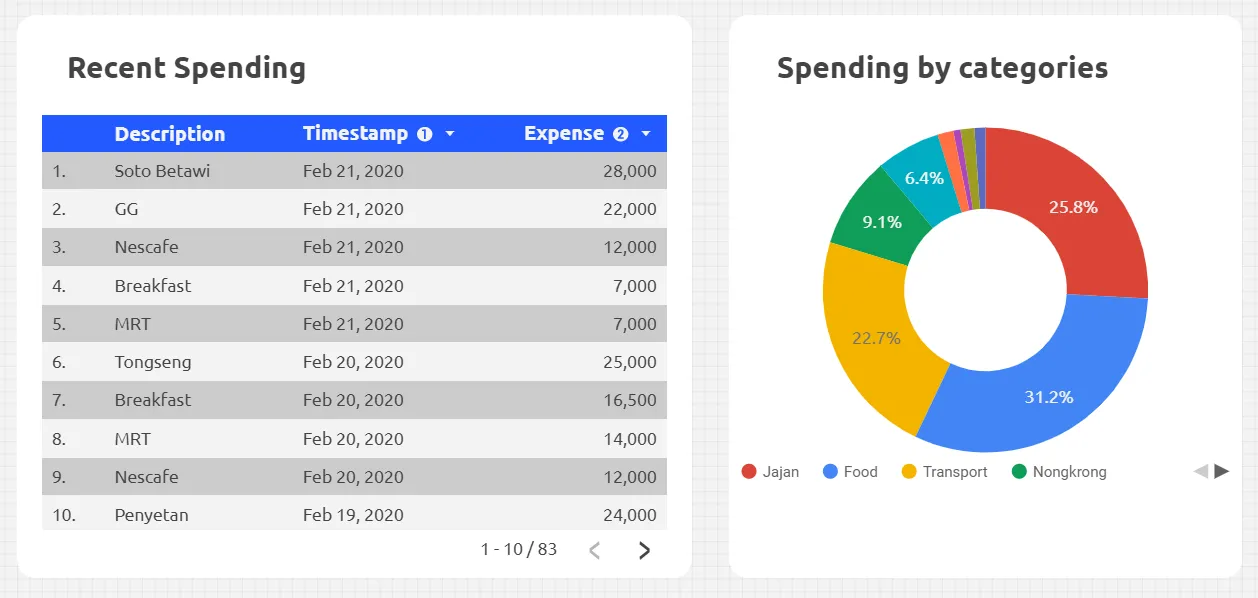 Recent Spending
Description Timestamp 1 Expense 2
1. Soto Betawi Feb 21, 2020 28,000
2. GG Feb 21, 2020 22,000
3. Nescafe Feb 21, 2020 12,000
4. Breakfast Feb 21, 2020 7,000
5. MRT Feb 21, 2020 7,000
6. Tongseng Feb 20, 2020 25,000
7. Breakfast Feb 20, 2020 16,500
8. MRT Feb 20, 2020 14,000
9. Nescafe Feb 20, 2020 12,000
10. Penyetan Feb 19, 2020 24,000
1 - 10 / 83
Spending by categories
6.4%
25.8%
9.1%
22.7%
31.2%
Jajan Food Transport Nongkrong